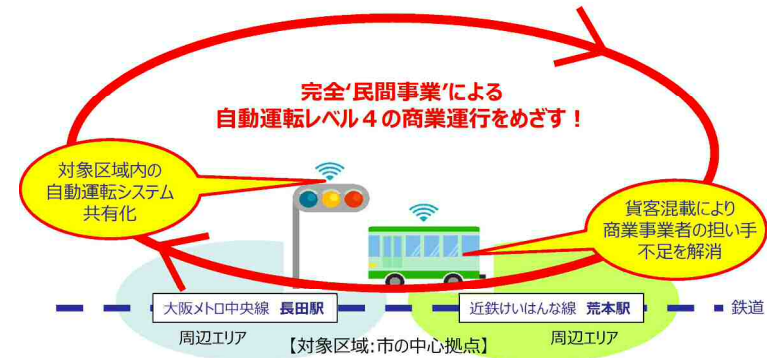 完全‘民間事業’による
自動運転レベル４の商業運行をめざす！
対象区域内の
自動運転システム
共有化
貨客混載により
商業事業者の担い手
不足を解消
大阪メトロ中央線 長田駅
近鉄けいはんな線 荒本駅
鉄道
周辺エリア
周辺エリア
【対象区域:市の中心拠点】